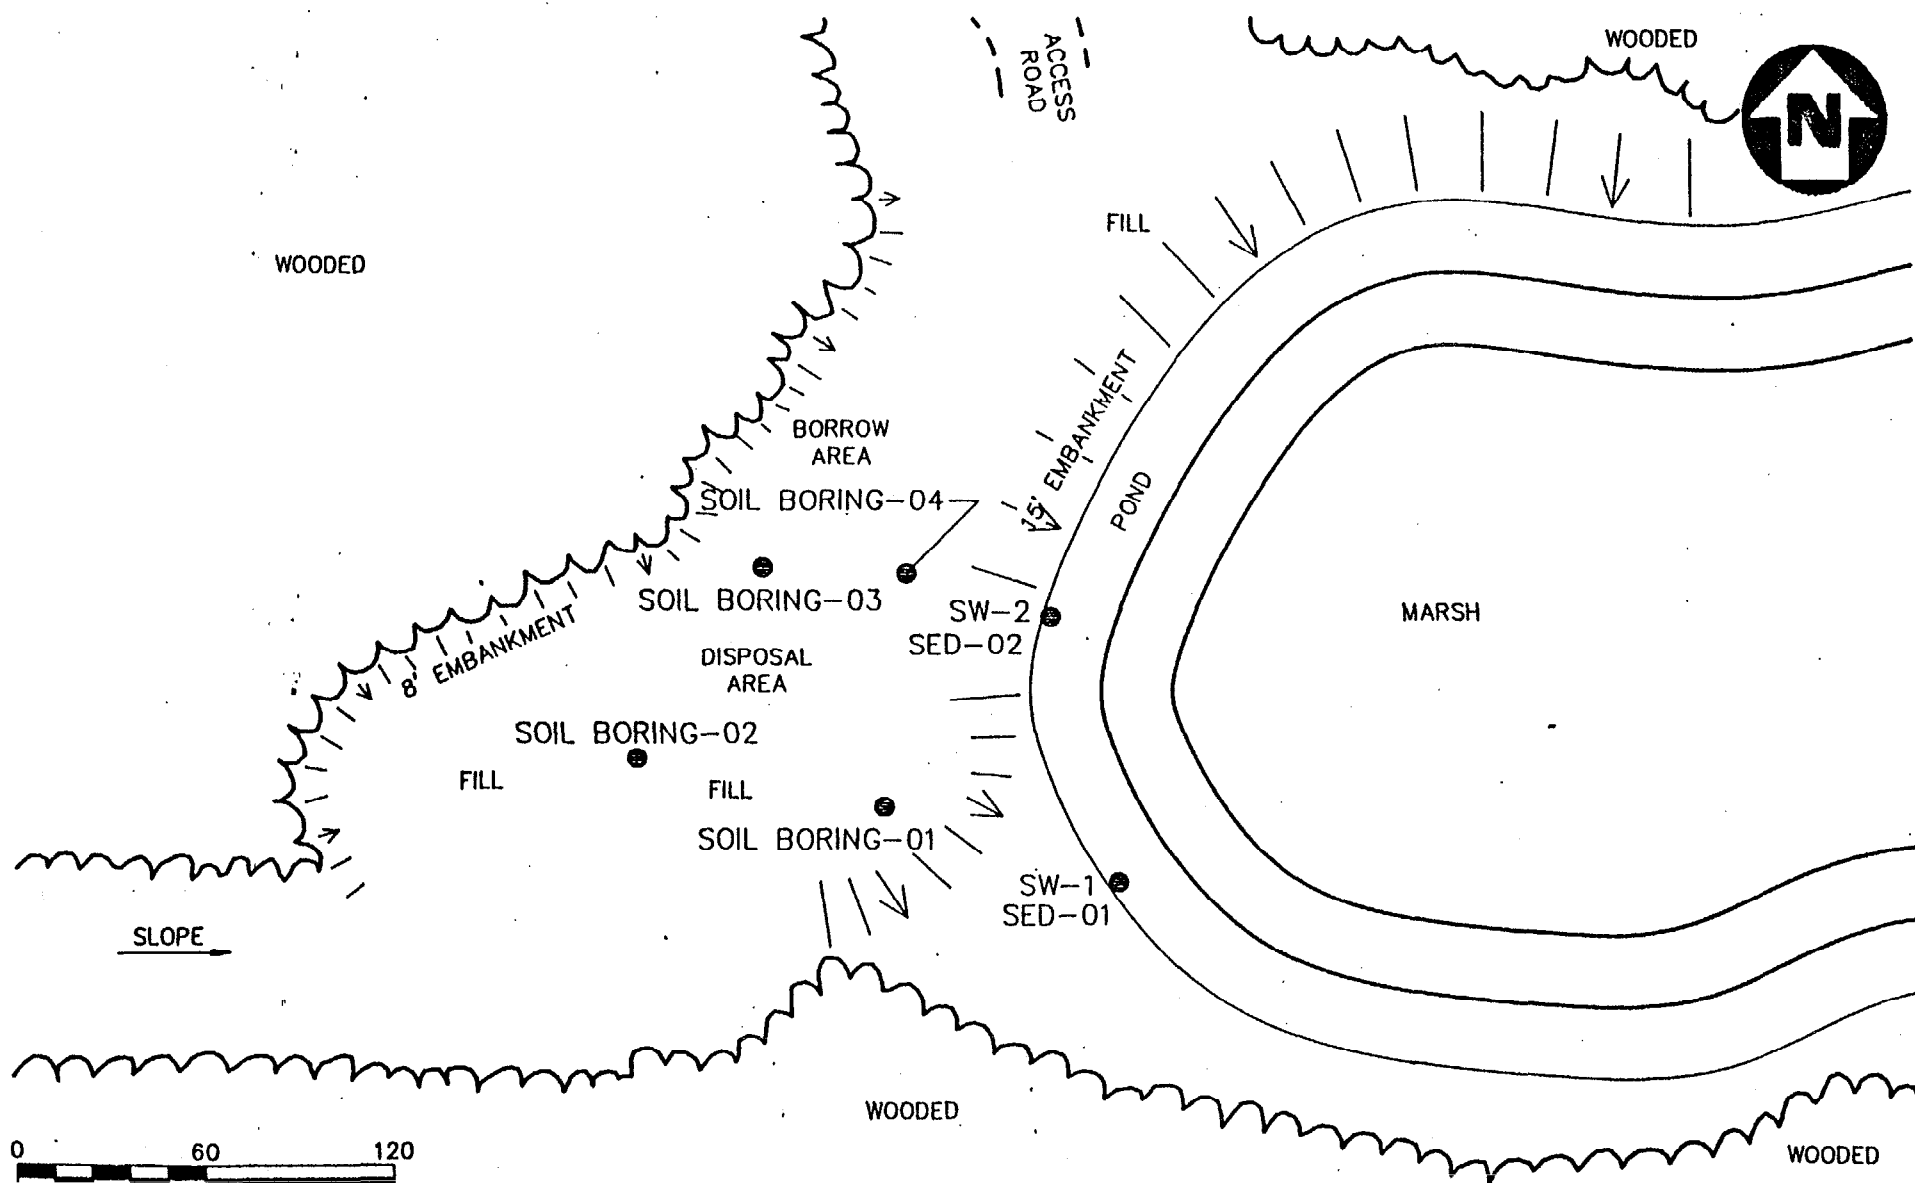 WOODED
ACCESS
ROAD
N
FILL
WOODED
15' EMBANKMENT
BORROW
AREA
SOIL BORING-04
POND
SOIL BORING-03
SW-2
SED-02
MARSH
8' EMBANKMENT
DISPOSAL
AREA
SOIL BORING-02
FILL
FILL
SOIL BORING-01
SW-1
SED-01
SLOPE
WOODED
WOODED
0 60 120